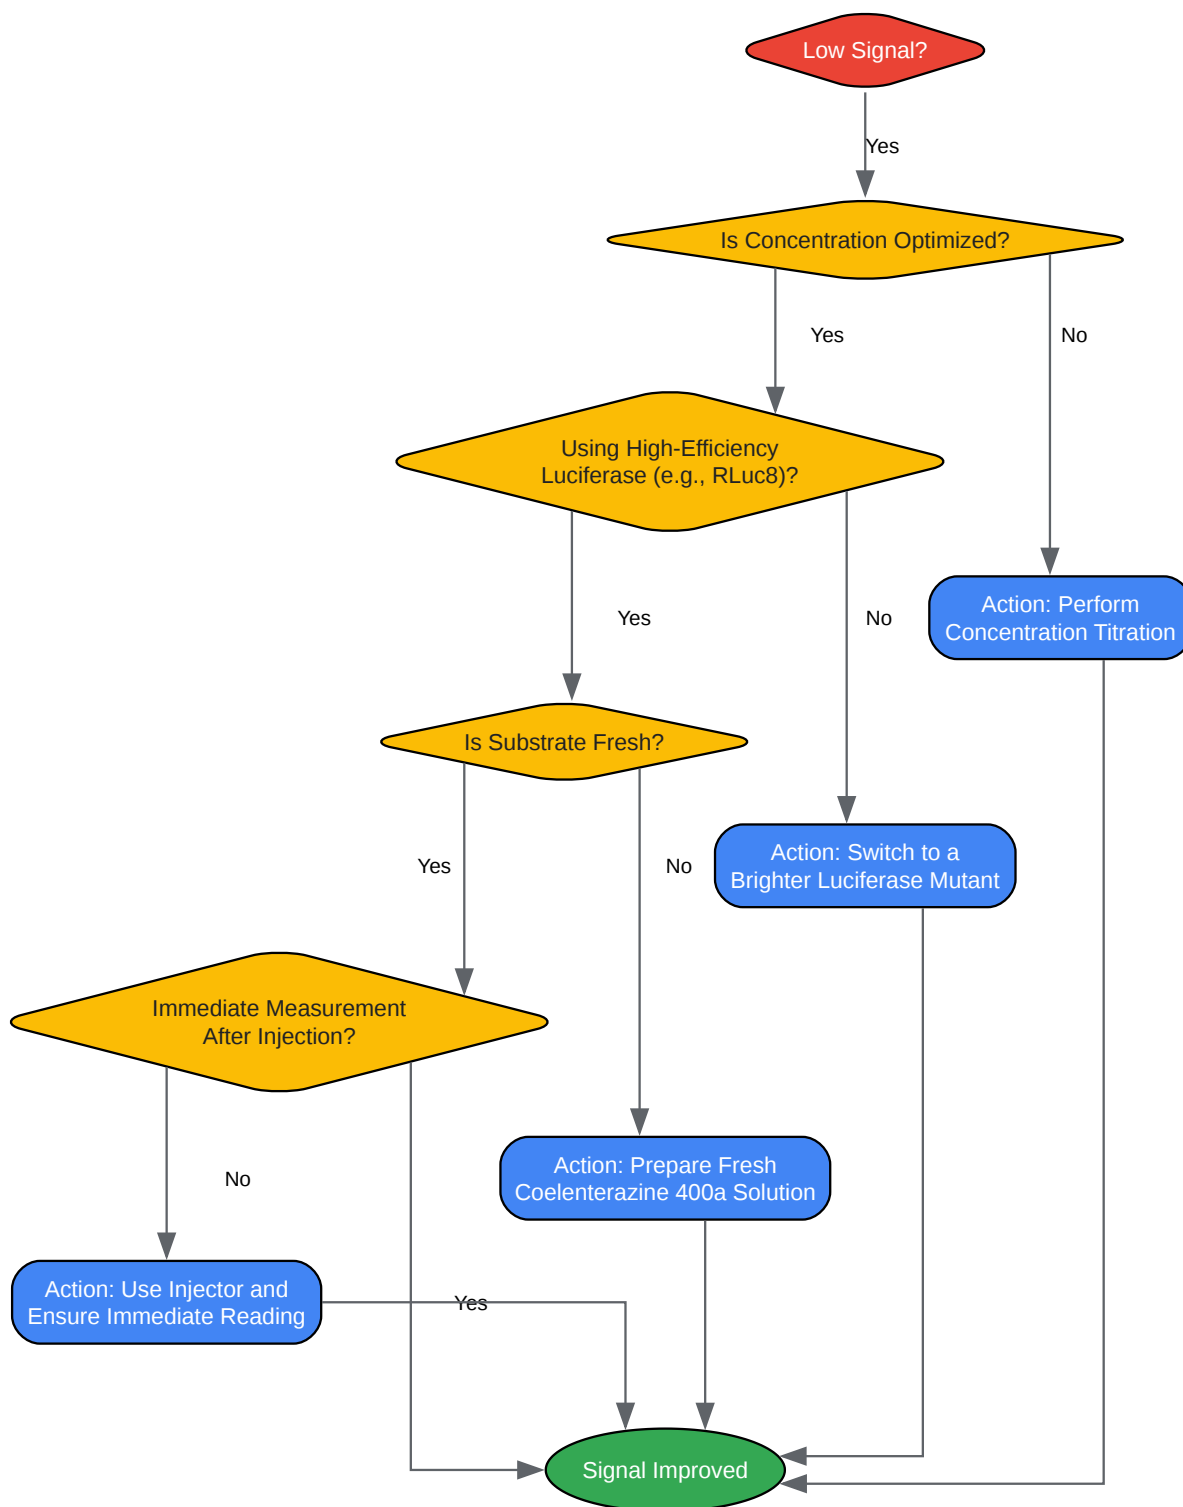 Low Signal?
Yes
Is Concentration Optimized?
Yes
No
Using High-Efficiency
Luciferase (e.g., RLuc8)?
Action: Perform
Concentration Titration
Yes
No
Is Substrate Fresh?
Action: Switch to a
Brighter Luciferase Mutant
Yes
No
Immediate Measurement
After Injection?
Action: Prepare Fresh
Coelenterazine 400a Solution
No
Action: Use Injector and
Ensure Immediate Reading
Yes
Signal Improved